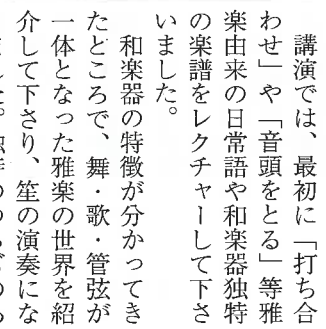 講演では、最初に「打ち合
わせ」や「音頭をとる」等雅
楽由来の日常語や和楽器独特
の楽譜をレクチャーして下さ
いました。
和楽器の特徴が分かってき
たところで、舞・歌・管弦が
一体となった雅楽の世界を紹
介して下さり、笙の演奏にな